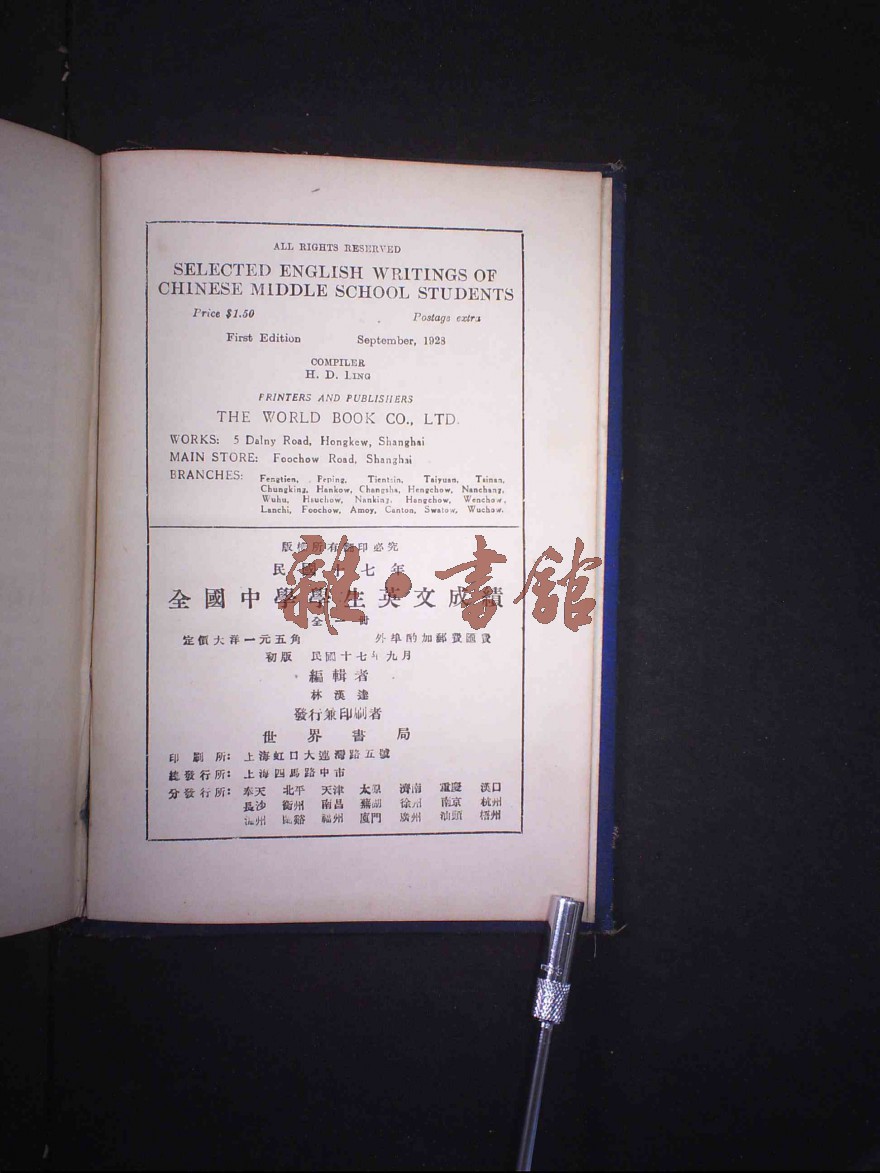 ALL RIGHTS RESERVED
SELECTED ENGLISH WRITINGS OF
CHINESE MIDDLE SCHOOL STUDENTS
Price $1.50 Postage extra
First Edition September, 1928
COMPILER
H. D. LING
PRINTERS AND PUBLISHERS
THE WORLD BOOK CO., LTD.
WORKS: 5 Dalny Road, Hongkew, Shanghai
MAIN STORE: Foochow Road, Shanghai
BRANCHES: Fengtien, Peping, Tientsin, Taiyuan, Tainan,
Chungking, Hankow, Changsha, Hengchow, Nanchang,
Wuhu, Hsuchow, Nanking, Hangchow, Wenchow,
Lanchi, Foochow, Amoy, Canton, Swatow, Wuchow.
版權所有翻印必究
民國十七年
雜·書館
全國中學學生英文成績
全一冊
定價大洋一元五角 外埠酌加郵費匯費
初版 民國十七年九月
編輯者
林漢達
發行兼印刷者
世界書局
印刷所: 上海虹口大連灣路五號
總發行所: 上海四馬路中市
分發行所: 奉天 北平 天津 太原 濟南 重慶 漢口
長沙 衡州 南昌 蕪湖 徐州 南京 杭州
溫州 蘭谿 福州 廈門 廣州 汕頭 梧州